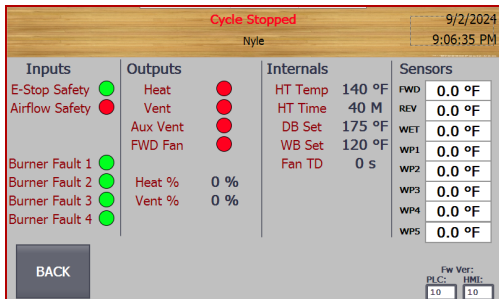 Cycle Stopped
9/2/2024
Nyle
9:06:35 PM
Inputs
E-Stop Safety
Airflow Safety
Burner Fault 1
Burner Fault 2
Burner Fault 3
Burner Fault 4
Outputs
Heat
Vent
Aux Vent
FWD Fan
Heat % 0 %
Vent % 0 %
Internals
HT Temp 140 °F
HT Time 40 M
DB Set 175 °F
WB Set 120 °F
Fan TD 0 s
Sensors
FWD 0.0 °F
REV 0.0 °F
WET 0.0 °F
WP1 0.0 °F
WP2 0.0 °F
WP3 0.0 °F
WP4 0.0 °F
WP5 0.0 °F
BACK
Fw Ver:
PLC: HMI:
10 10